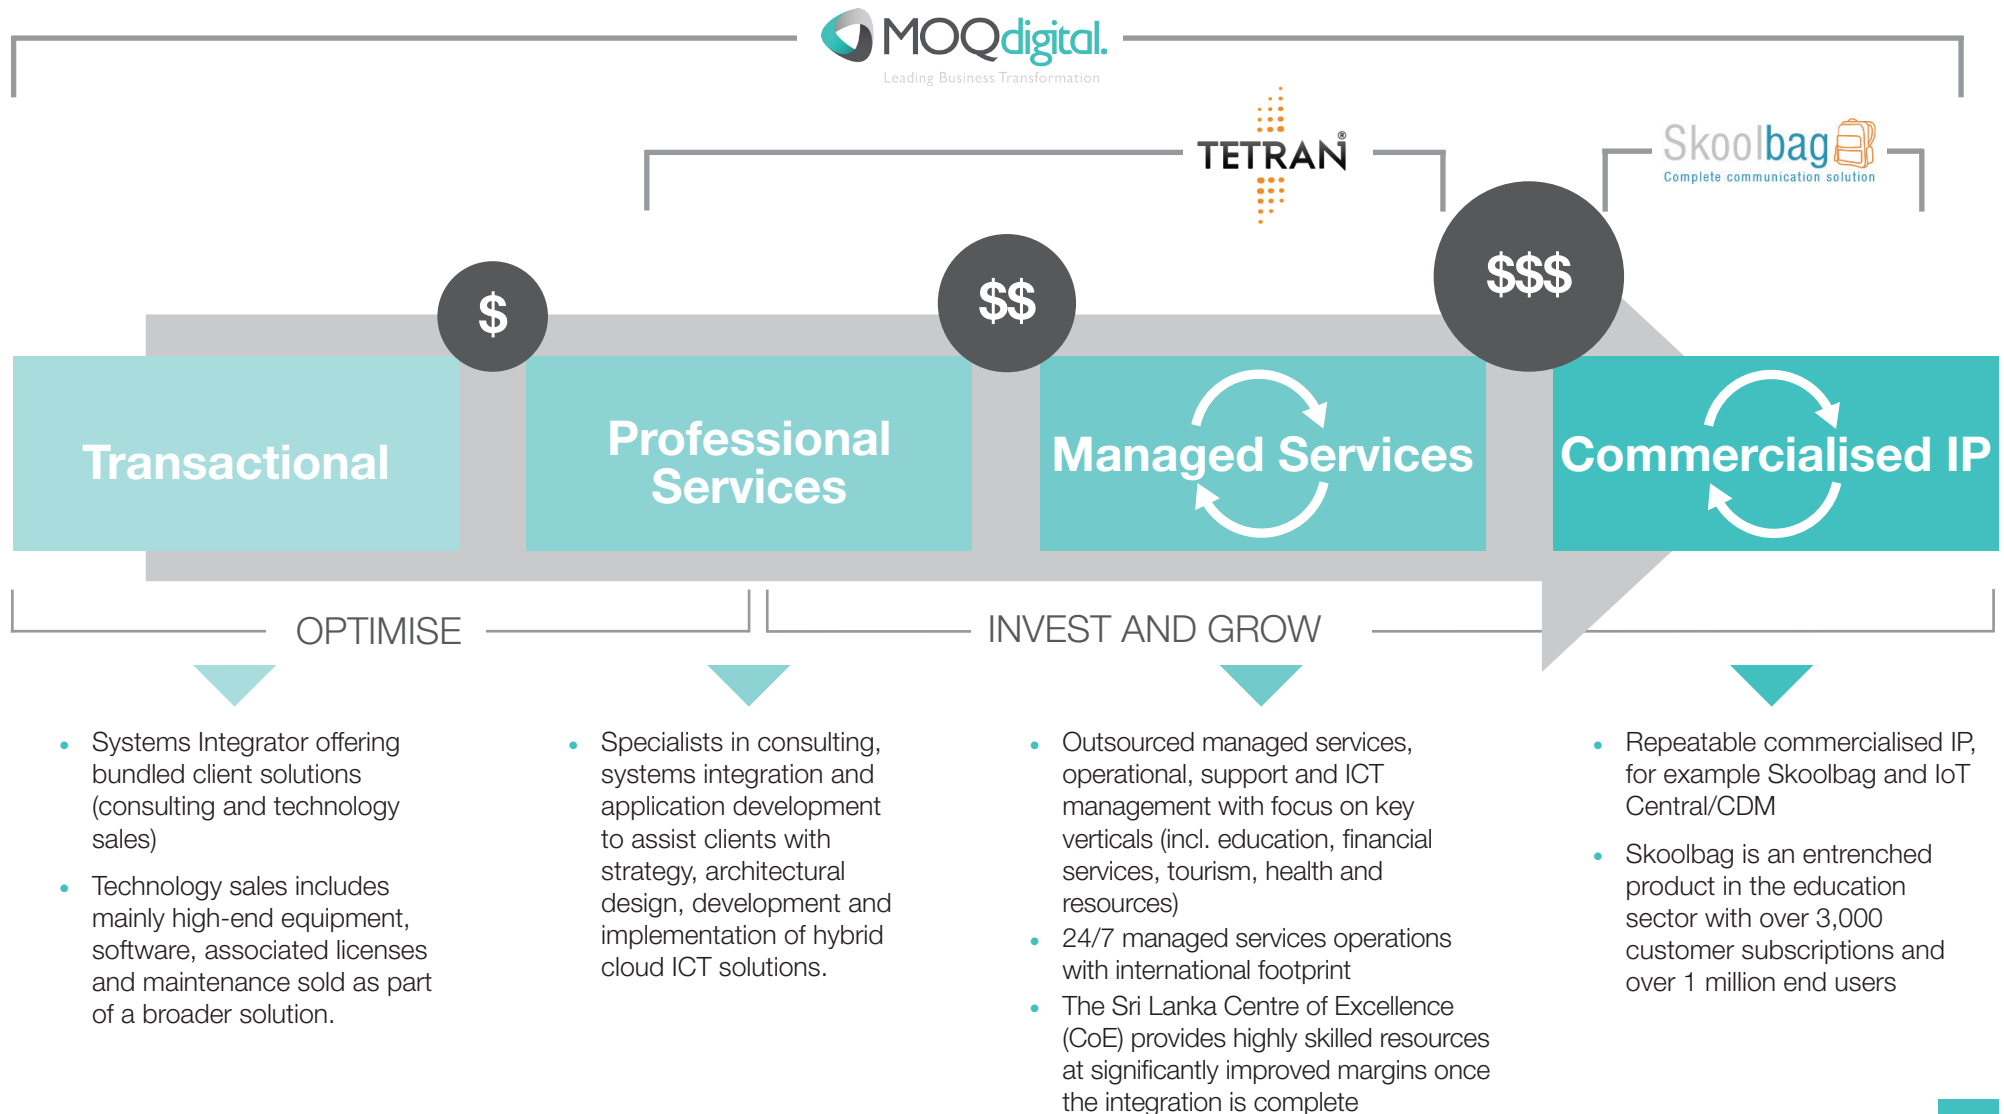 MOQdigital.
Leading Business Transformation
TETRAN®
Skoolbag
Complete communication solution
$
$$
$$$
Transactional
Professional
Services
Managed Services
Commercialised IP
OPTIMISE
INVEST AND GROW
• Systems Integrator offering
bundled client solutions
(consulting and technology
sales)
• Technology sales includes
mainly high-end equipment,
software, associated licenses
and maintenance sold as part
of a broader solution.
• Specialists in consulting,
systems integration and
application development
to assist clients with
strategy, architectural
design, development and
implementation of hybrid
cloud ICT solutions.
• Outsourced managed services,
operational, support and ICT
management with focus on key
verticals (incl. education, financial
services, tourism, health and
resources)
• 24/7 managed services operations
with international footprint
• The Sri Lanka Centre of Excellence
(CoE) provides highly skilled resources
at significantly improved margins once
the integration is complete
• Repeatable commercialised IP,
for example Skoolbag and IoT
Central/CDM
• Skoolbag is an entrenched
product in the education
sector with over 3,000
customer subscriptions and
over 1 million end users